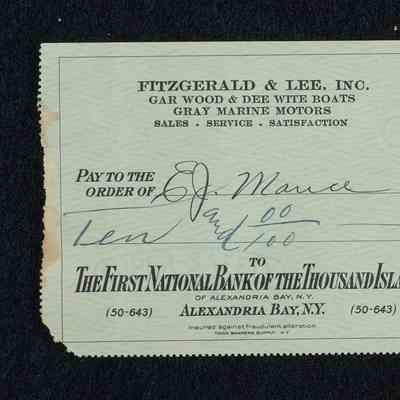 FITZGERALD & LEE, INC.
GAR WOOD & DEE WITE BOATS
GRAY MARINE MOTORS
SALES • SERVICE • SATISFACTION
PAY TO THE
ORDER OF E.J. Mance
Ten and 00/100
TO
THE FIRST NATIONAL BANK OF THE THOUSAND ISLA
OF ALEXANDRIA BAY, N.Y.
(50-643) ALEXANDRIA BAY, N.Y. (50-643)
Insured against fraudulent alteration